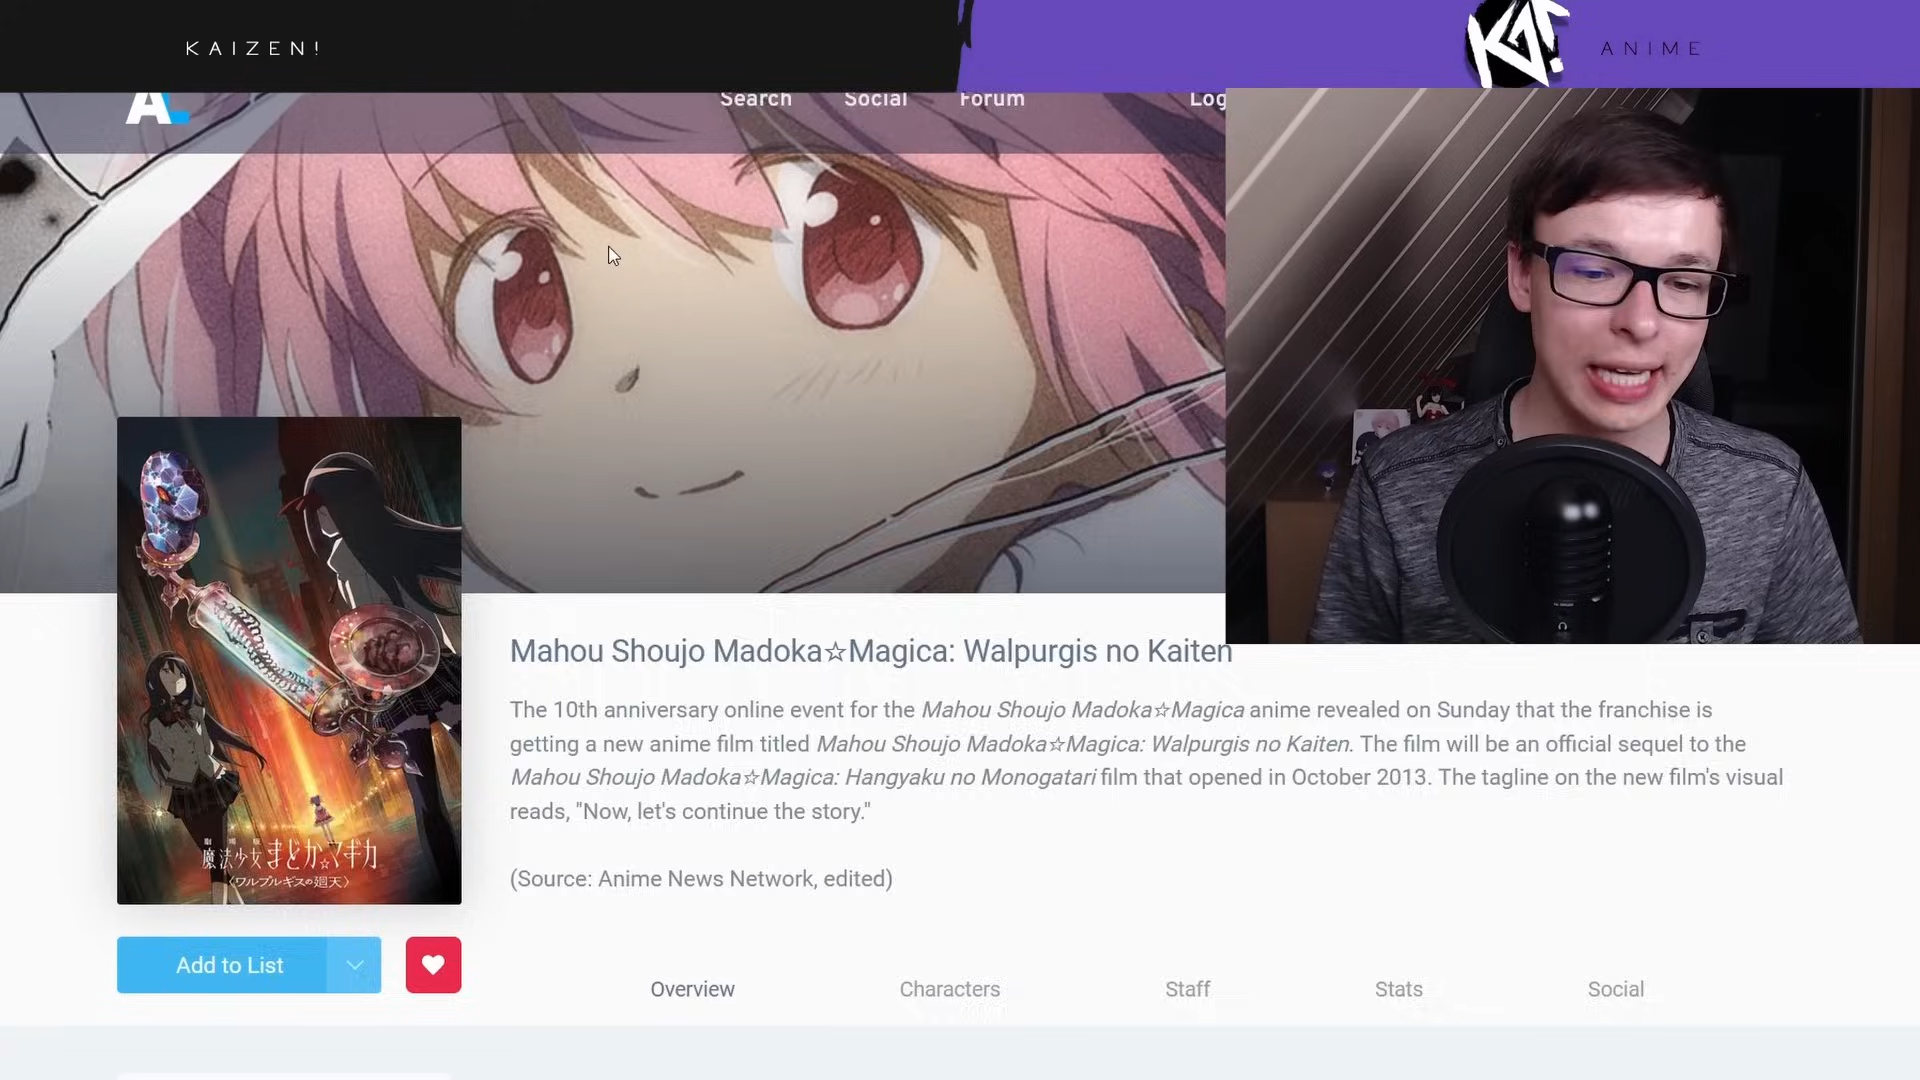 KAIZEN!
KAI!
ANIME
AL
Search
Social
Forum
Log
Mahou Shoujo Madoka☆Magica: Walpurgis no Kaiten
The 10th anniversary online event for the Mahou Shoujo Madoka☆Magica anime revealed on Sunday that the franchise is
getting a new anime film titled Mahou Shoujo Madoka☆Magica: Walpurgis no Kaiten. The film will be an official sequel to the
Mahou Shoujo Madoka☆Magica: Hangyaku no Monogatari film that opened in October 2013. The tagline on the new film's visual
reads, "Now, let's continue the story."
(Source: Anime News Network, edited)
劇場版
魔法少女まどか☆マギカ
〈ワルプルギスの廻天〉
Add to List
Overview
Characters
Staff
Stats
Social